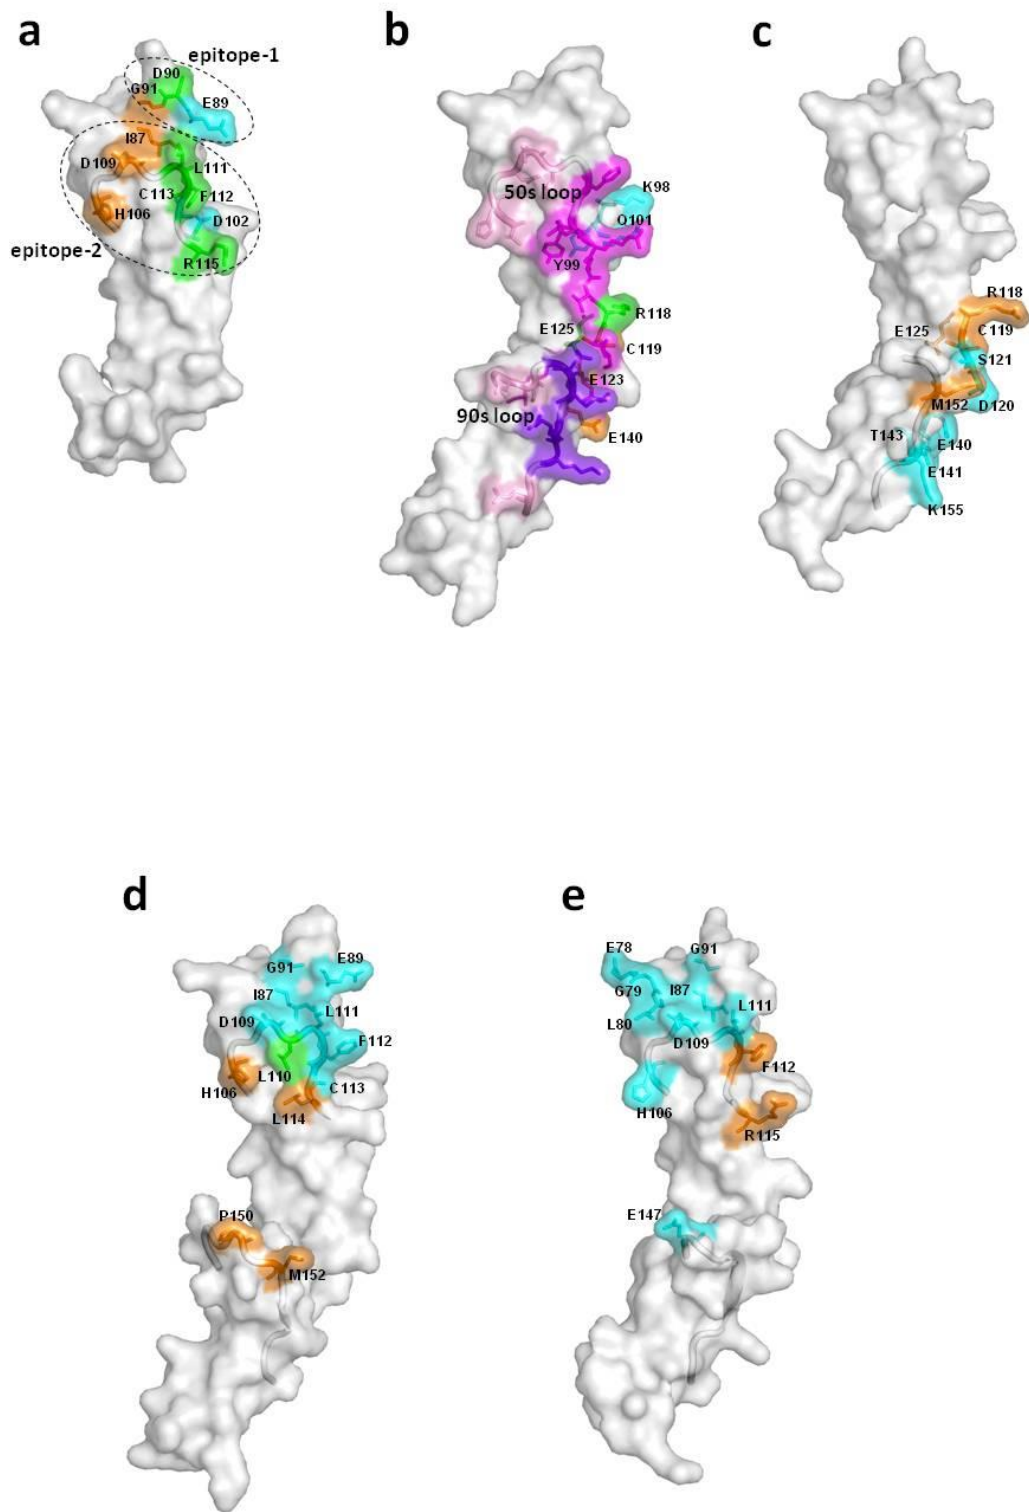 a
b
c
epitope-1
D90
G91
E89
I87
D109
L111
C113
F112
H106
D102
epitope-2
R115
50s loop
K98
Q101
Y99
R118
E125
C119
E123
90s loop
E140
R118
E125
C119
S121
M152
D120
T143
E140
E141
K155
d
e
G91
E89
I87
L111
D109
F112
L110
C113
H106
L114
P150
M152
E78
G91
G79
I87
L111
L80
D109
F112
H106
R115
E147